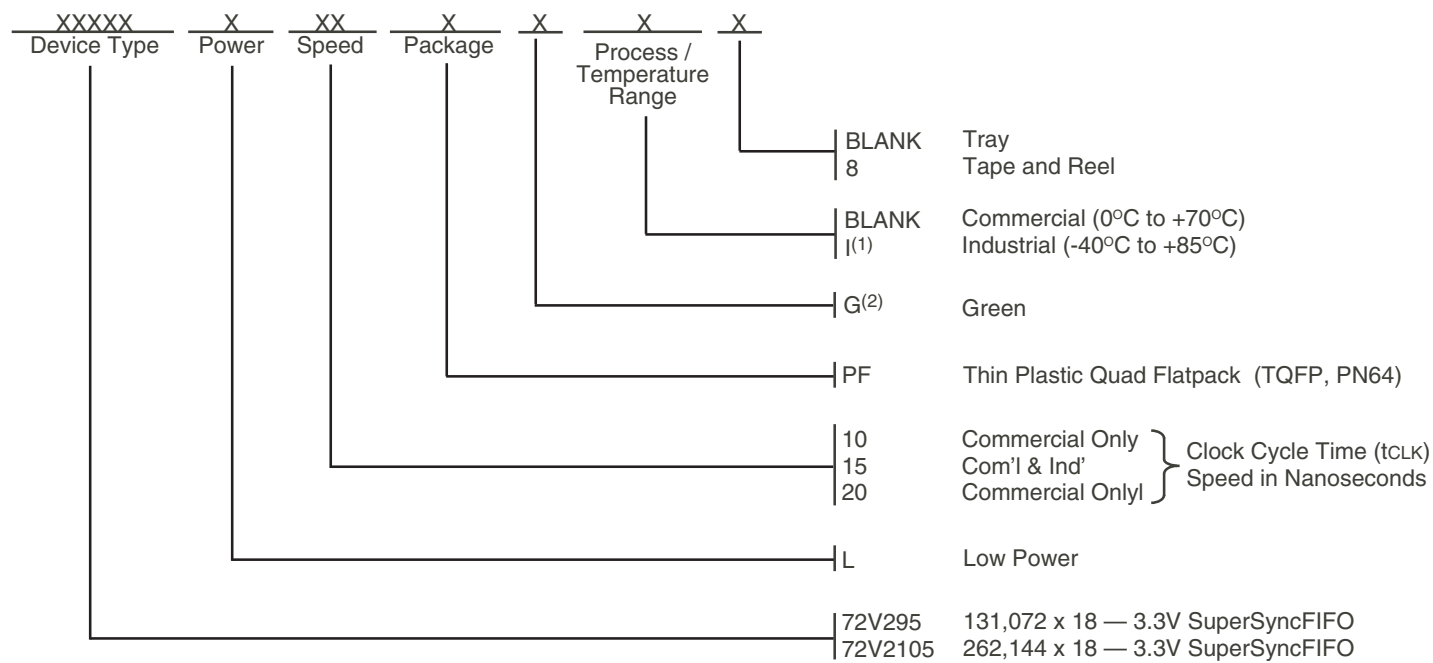 XXXXX X XX X X X X
Device Type Power Speed Package Process /
Temperature
Range
BLANK Tray
8 Tape and Reel
BLANK Commercial (0°C to +70°C)
I(1) Industrial (-40°C to +85°C)
G(2) Green
PF Thin Plastic Quad Flatpack (TQFP, PN64)
10 Commercial Only
15 Com'l & Ind'
20 Commercial Onlyl
Clock Cycle Time (tCLK)
Speed in Nanoseconds
L Low Power
72V295 131,072 x 18 — 3.3V SuperSyncFIFO
72V2105 262,144 x 18 — 3.3V SuperSyncFIFO